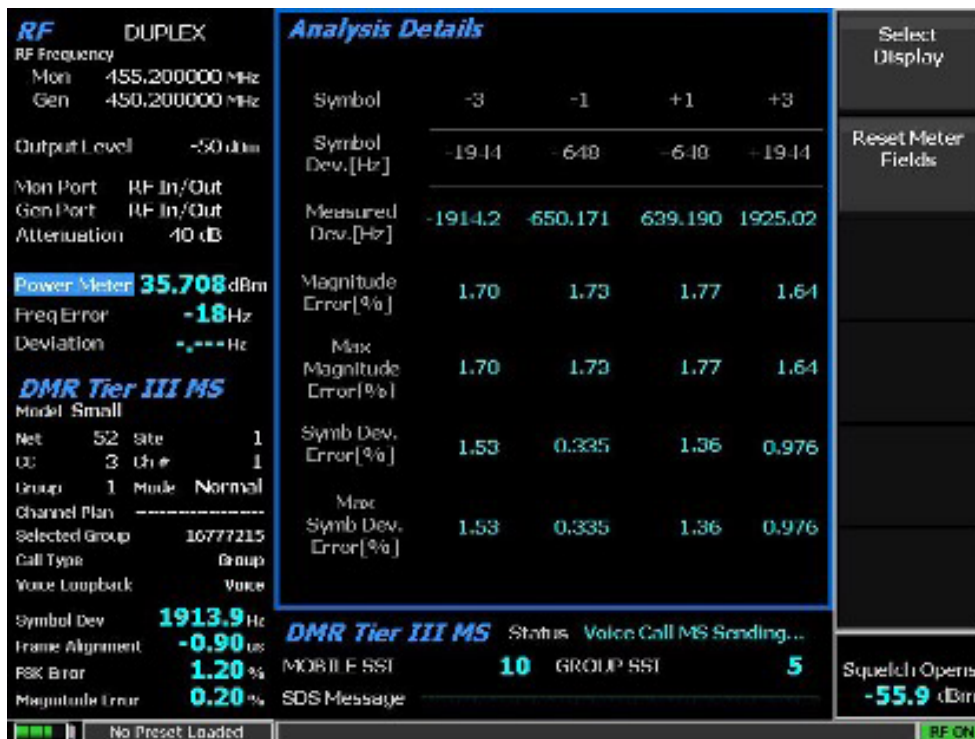 RF DUPLEX
RF Frequency
Mon 455.200000 MHz
Gen 450.200000 MHz
Output Level -50 dBm
Mon Port RF In/Out
Gen Port RF In/Out
Attenuation 40 dB
Power Meter 35.708 dBm
Freq Error -18 Hz
Deviation -.--- Hz
DMR Tier III MS
Model Small
Net 52 Site 1
CC 3 Ch # 1
Group 1 Mode Normal
Channel Plan --------------------
Selected Group 16777215
Call Type Group
Voice Loopback Voice
Symbol Dev 1913.9 Hz
Frame Alignment -0.90 us
FSK Error 1.20 %
Magnitude Error 0.20 %
Analysis Details
Symbol -3 -1 +1 +3
Symbol
Dev.[Hz] -1944 -648 +648 +1944
Measured
Dev.[Hz] -1914.2 -650.171 639.190 1925.02
Magnitude
Error[%] 1.70 1.73 1.77 1.64
Max
Magnitude
Error[%] 1.70 1.73 1.77 1.64
Symb Dev.
Error[%] 1.53 0.335 1.36 0.976
Max
Symb Dev.
Error[%] 1.53 0.335 1.36 0.976
DMR Tier III MS Status Voice Call MS Sending...
MOBILE SSI 10 GROUP SSI 5
SDS Message
Select
Display
Reset Meter
Fields
Squelch Opens
-55.9 dBm
No Preset Loaded
RF ON